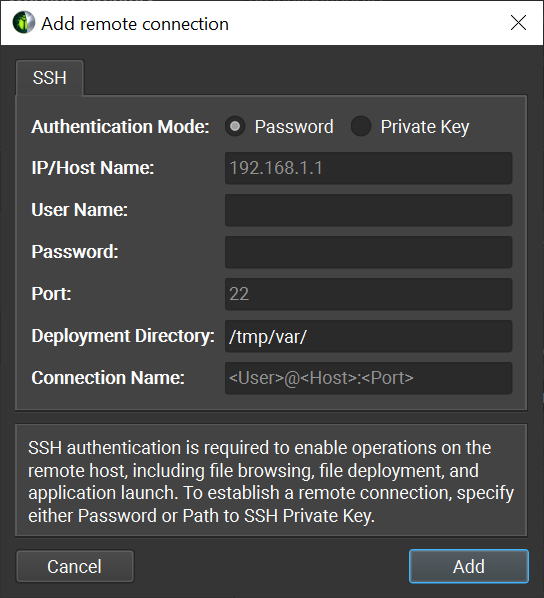 Add remote connection
SSH
Authentication Mode: Password Private Key
IP/Host Name: 192.168.1.1
User Name:
Password:
Port: 22
Deployment Directory: /tmp/var/
Connection Name: <User>@<Host>:<Port>
SSH authentication is required to enable operations on the
remote host, including file browsing, file deployment, and
application launch. To establish a remote connection, specify
either Password or Path to SSH Private Key.
Cancel Add